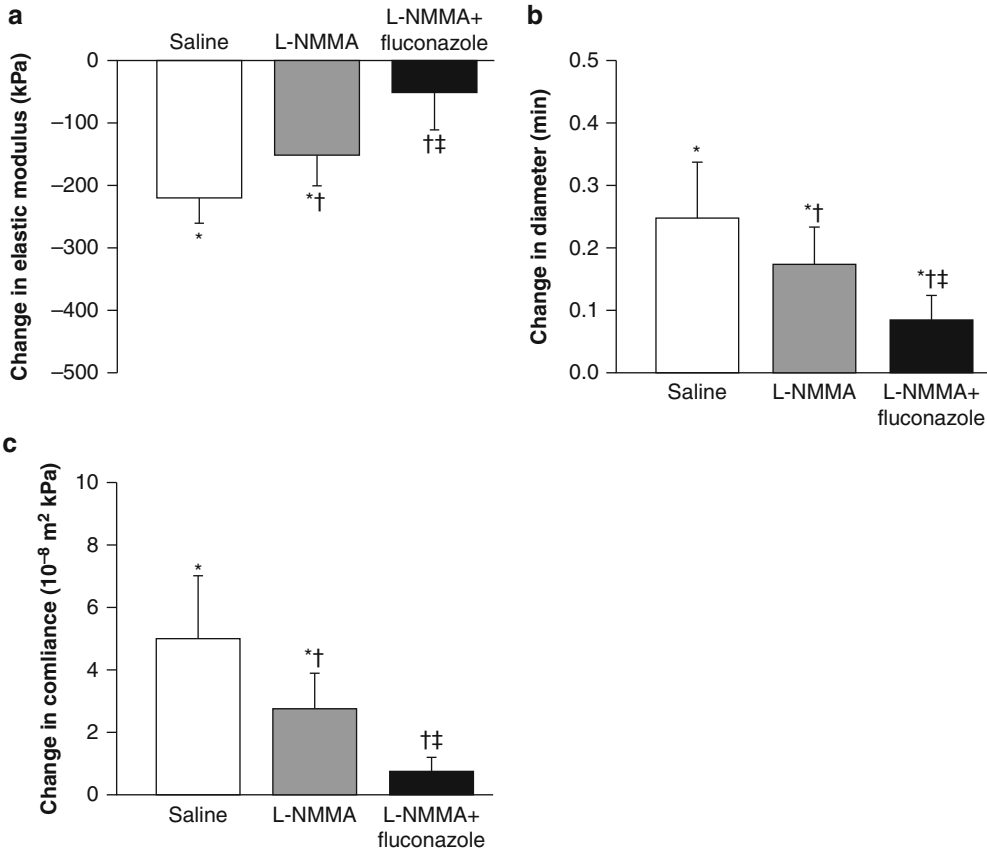 a
Saline
L-NMMA
L-NMMA+
fluconazole
Change in elastic modulus (kPa)
0
–100
–200
–300
–400
–500
*
*†
†‡
b
Change in diameter (min)
0.5
0.4
0.3
0.2
0.1
0.0
*
*†
*†‡
Saline
L-NMMA
L-NMMA+
fluconazole
c
Change in comliance (10⁻⁸ m² kPa)
10
8
6
4
2
0
*
*†
†‡
Saline
L-NMMA
L-NMMA+
fluconazole